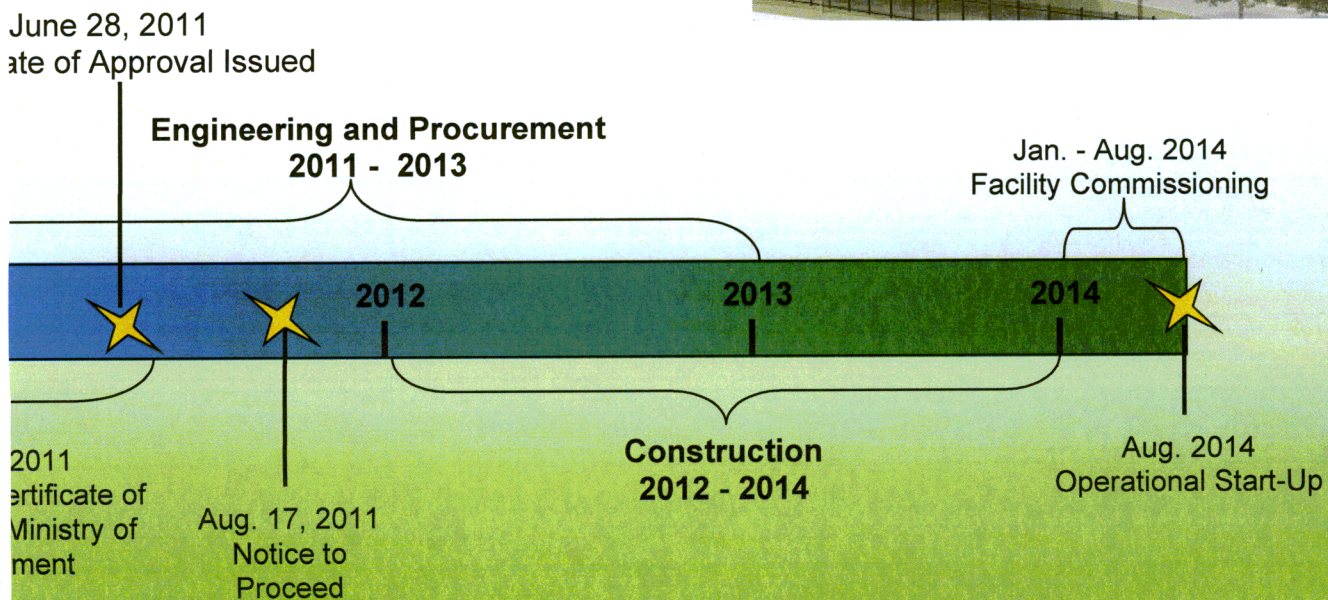 June 28, 2011
ate of Approval Issued
Engineering and Procurement
2011 - 2013
Jan. - Aug. 2014
Facility Commissioning
2012
2013
2014
Construction
2012 - 2014
Aug. 2014
Operational Start-Up
2011
ertificate of
Ministry of
ment
Aug. 17, 2011
Notice to
Proceed